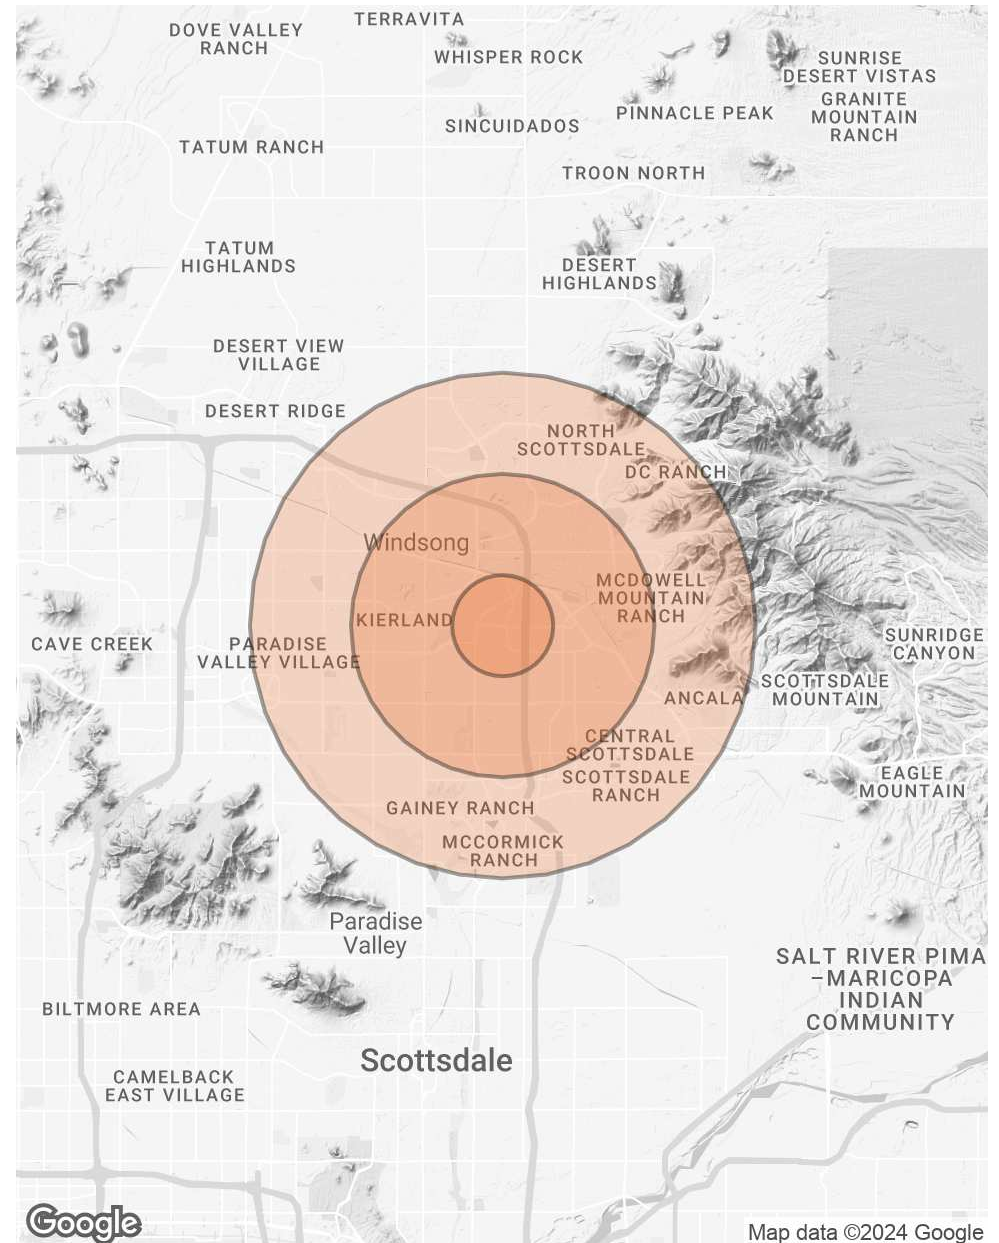 TERRAVITA
DOVE VALLEY
RANCH
WHISPER ROCK
SUNRISE
DESERT VISTAS
GRANITE
MOUNTAIN
RANCH
PINNACLE PEAK
SINCUIDADOS
TATUM RANCH
TROON NORTH
TATUM
HIGHLANDS
DESERT
HIGHLANDS
DESERT VIEW
VILLAGE
DESERT RIDGE
NORTH
SCOTTSDALE
DC RANCH
Windsong
MCDOWELL
MOUNTAIN
RANCH
KIERLAND
CAVE CREEK
PARADISE
VALLEY VILLAGE
SUNRIDGE
CANYON
SCOTTSDALE
MOUNTAIN
ANCALA
CENTRAL
SCOTTSDALE
SCOTTSDALE
RANCH
EAGLE
MOUNTAIN
GAINEY RANCH
MCCORMICK
RANCH
Paradise
Valley
SALT RIVER PIMA
–MARICOPA
INDIAN
COMMUNITY
BILTMORE AREA
Scottsdale
CAMELBACK
EAST VILLAGE
Google
Map data ©2024 Google